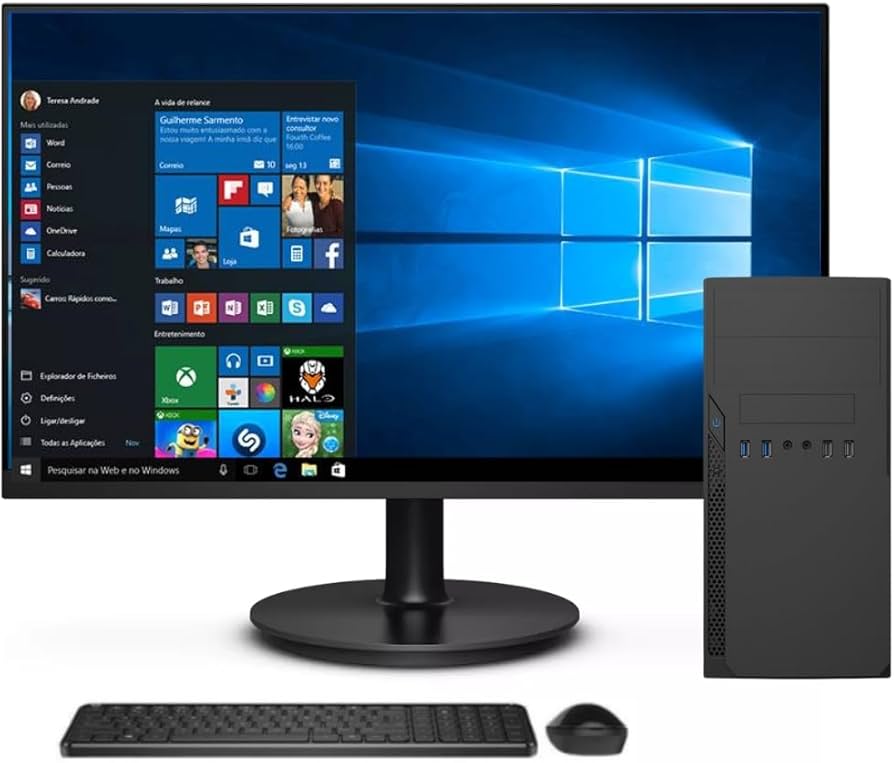 Teresa Andrade
Mais utilizadas
Word
Correio
Pessoas
Notícias
OneDrive
Calculadora
Sugerido
Carros Rápidos como...
Explorador de Ficheiros
Definições
Ligar/desligar
Todas as Aplicações Nov
A vida de relance
Guilherme Sarmento
Estou muito entusiasmado com a
nossa viagem! A minha irmã diz que
Correio 10
Entrevistar novo
consultor
Fourth Coffee
16:00
seg 13
Mapas
Loja
Fotografias
Trabalho
Entretenimento
Xbox
XBOX
HALO
XBOX
Disney
Pesquisar na Web e no Windows